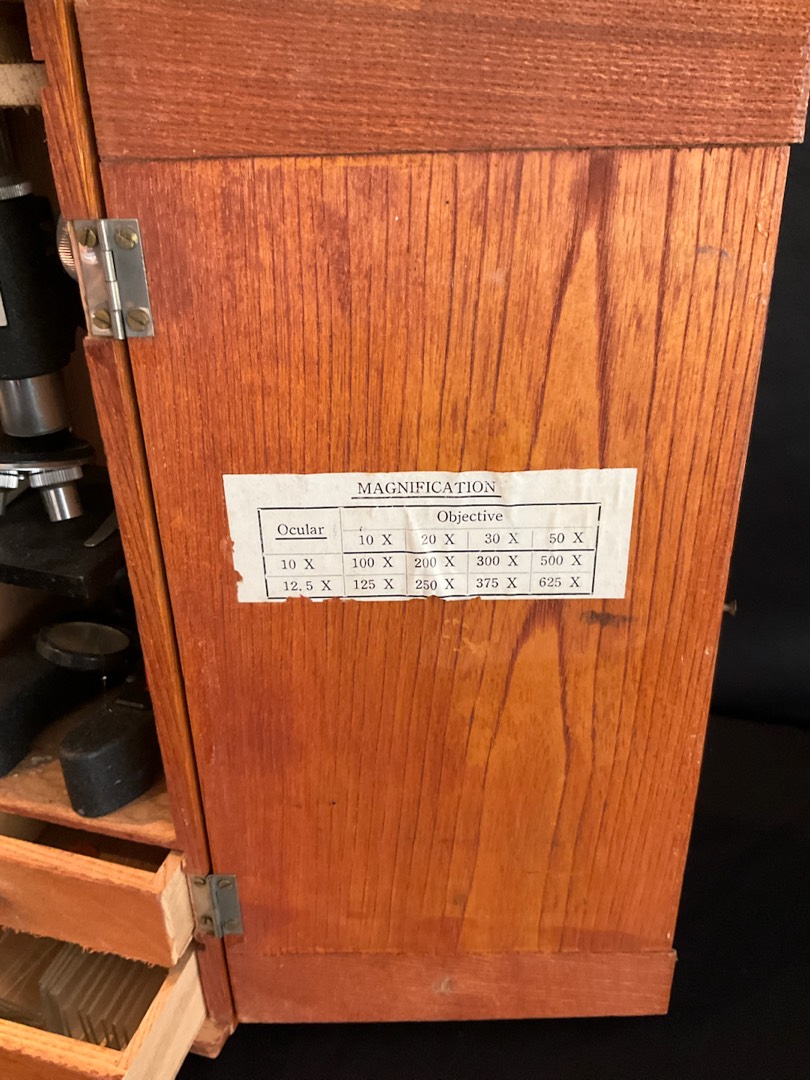 MAGNIFICATION
Ocular Objective
10 X 20 X 30 X 50 X
10 X 100 X 200 X 300 X 500 X
12.5 X 125 X 250 X 375 X 625 X